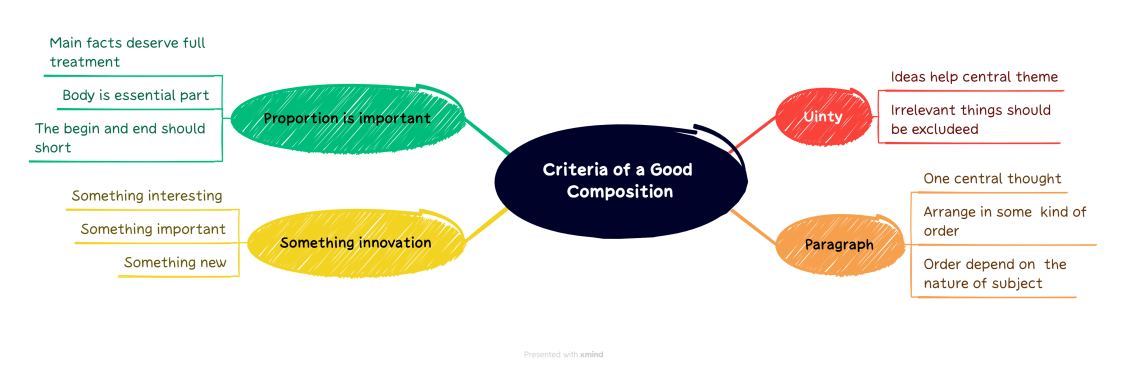 Criteria of a Good
Composition
Uinty
Ideas help central theme
Irrelevant things should
be excludeed
Paragraph
One central thought
Arrange in some  kind of
order
Order depend on  the
nature of subject
Proportion is important
Main facts deserve full
treatment
Body is essential part
The begin and end should
short
Something innovation
Something interesting
Something important
Something new
Presented with xmind